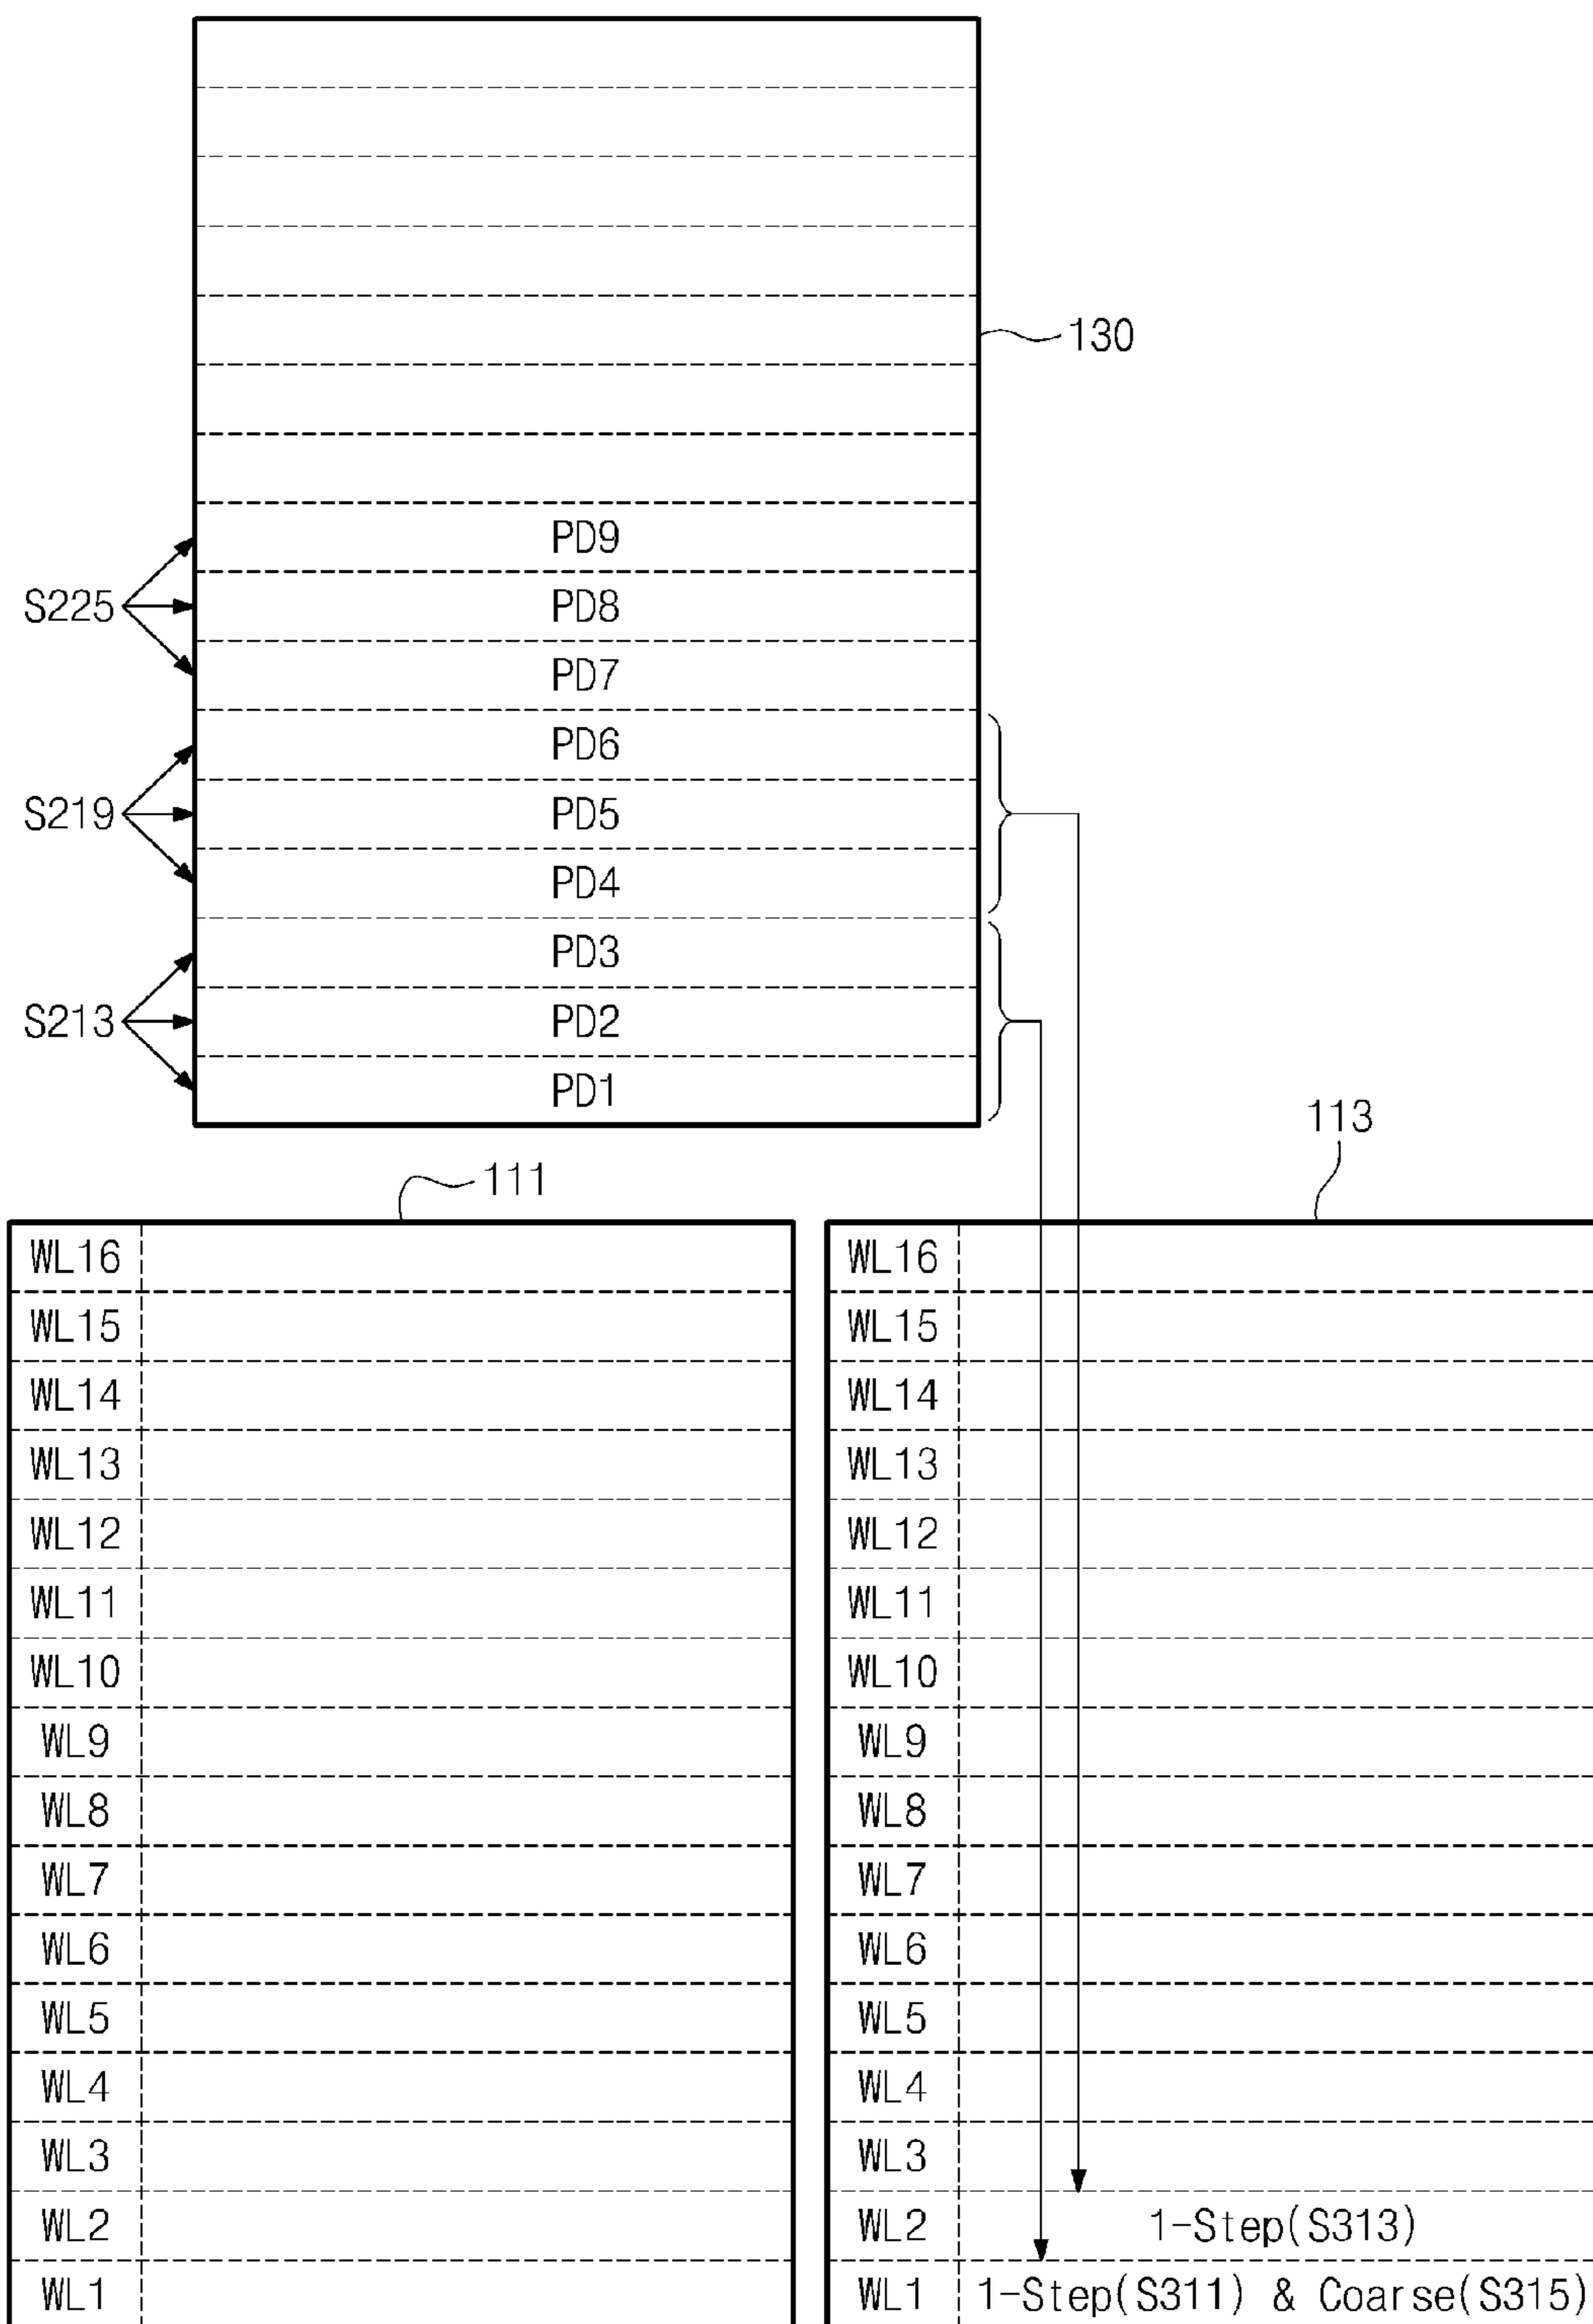 130
PD9
S225
PD8
PD7
PD6
S219
PD5
PD4
PD3
S213
PD2
PD1
111
113
WL16
WL15
WL14
WL13
WL12
WL11
WL10
WL9
WL8
WL7
WL6
WL5
WL4
WL3
WL2
WL1
WL16
WL15
WL14
WL13
WL12
WL11
WL10
WL9
WL8
WL7
WL6
WL5
WL4
WL3
WL2 1-Step(S313)
WL1 1-Step(S311) & Coarse(S315)